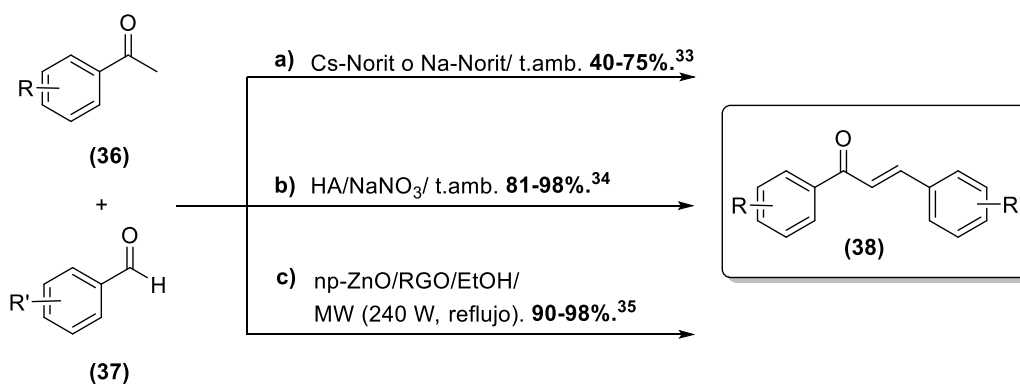 O
R
(36)
+
O
H
R'
(37)
a) Cs-Norit o Na-Norit/ t.amb. 40-75%.³³
b) HA/NaNO₃/ t.amb. 81-98%.³⁴
c) np-ZnO/RGO/EtOH/
MW (240 W, reflujo). 90-98%.³⁵
O
R
R'
(38)